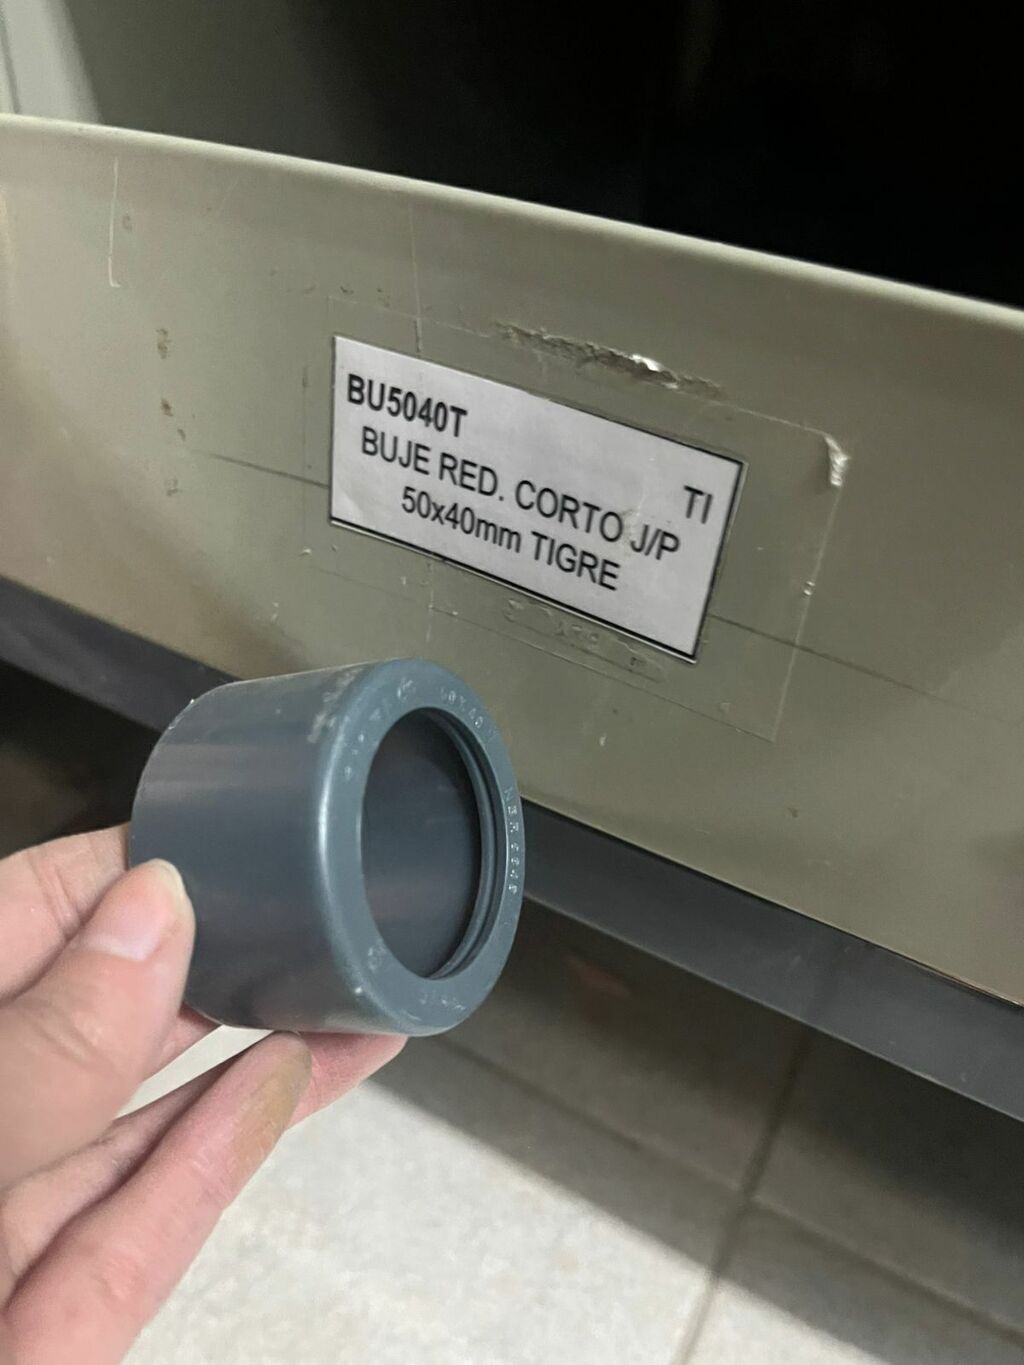 BU5040T
TI
BUJE RED. CORTO J/P
50x40mm TIGRE